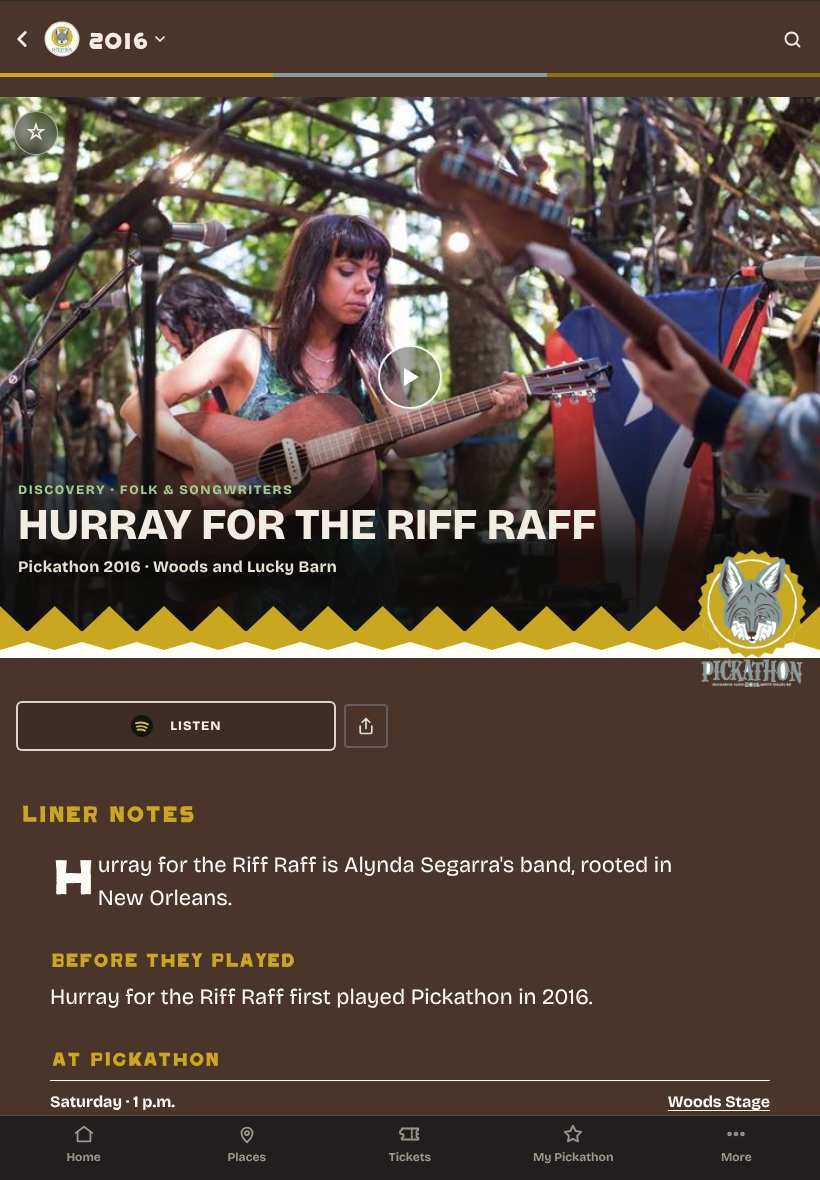 2016
DISCOVERY · FOLK & SONGWRITERS
HURRAY FOR THE RIFF RAFF
Pickathon 2016 · Woods and Lucky Barn
PICKATHON
LISTEN
LINER NOTES
Hurray for the Riff Raff is Alynda Segarra's band, rooted in
New Orleans.
BEFORE THEY PLAYED
Hurray for the Riff Raff first played Pickathon in 2016.
AT PICKATHON
Saturday · 1 p.m. Woods Stage
Home Places Tickets My Pickathon More